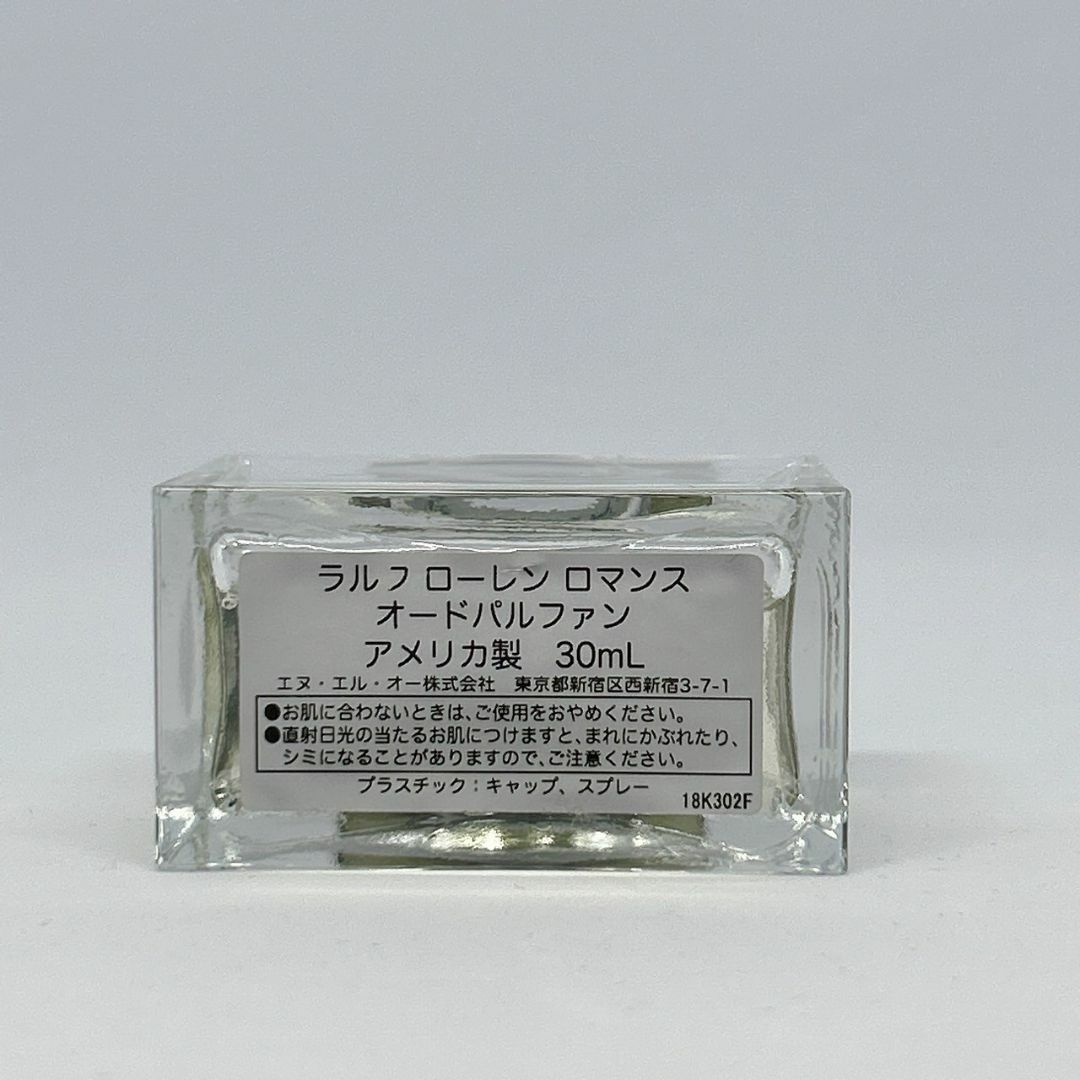 ラルフ ローレン ロマンス
オードパルファン
アメリカ製　30mL
エヌ・エル・オー株式会社　東京都新宿区西新宿3-7-1
●お肌に合わないときは、ご使用をおやめください。
●直射日光の当たるお肌につけますと、まれにかぶれたり、
シミになることがありますので、ご注意ください。
プラスチック：キャップ、スプレー
18K302F